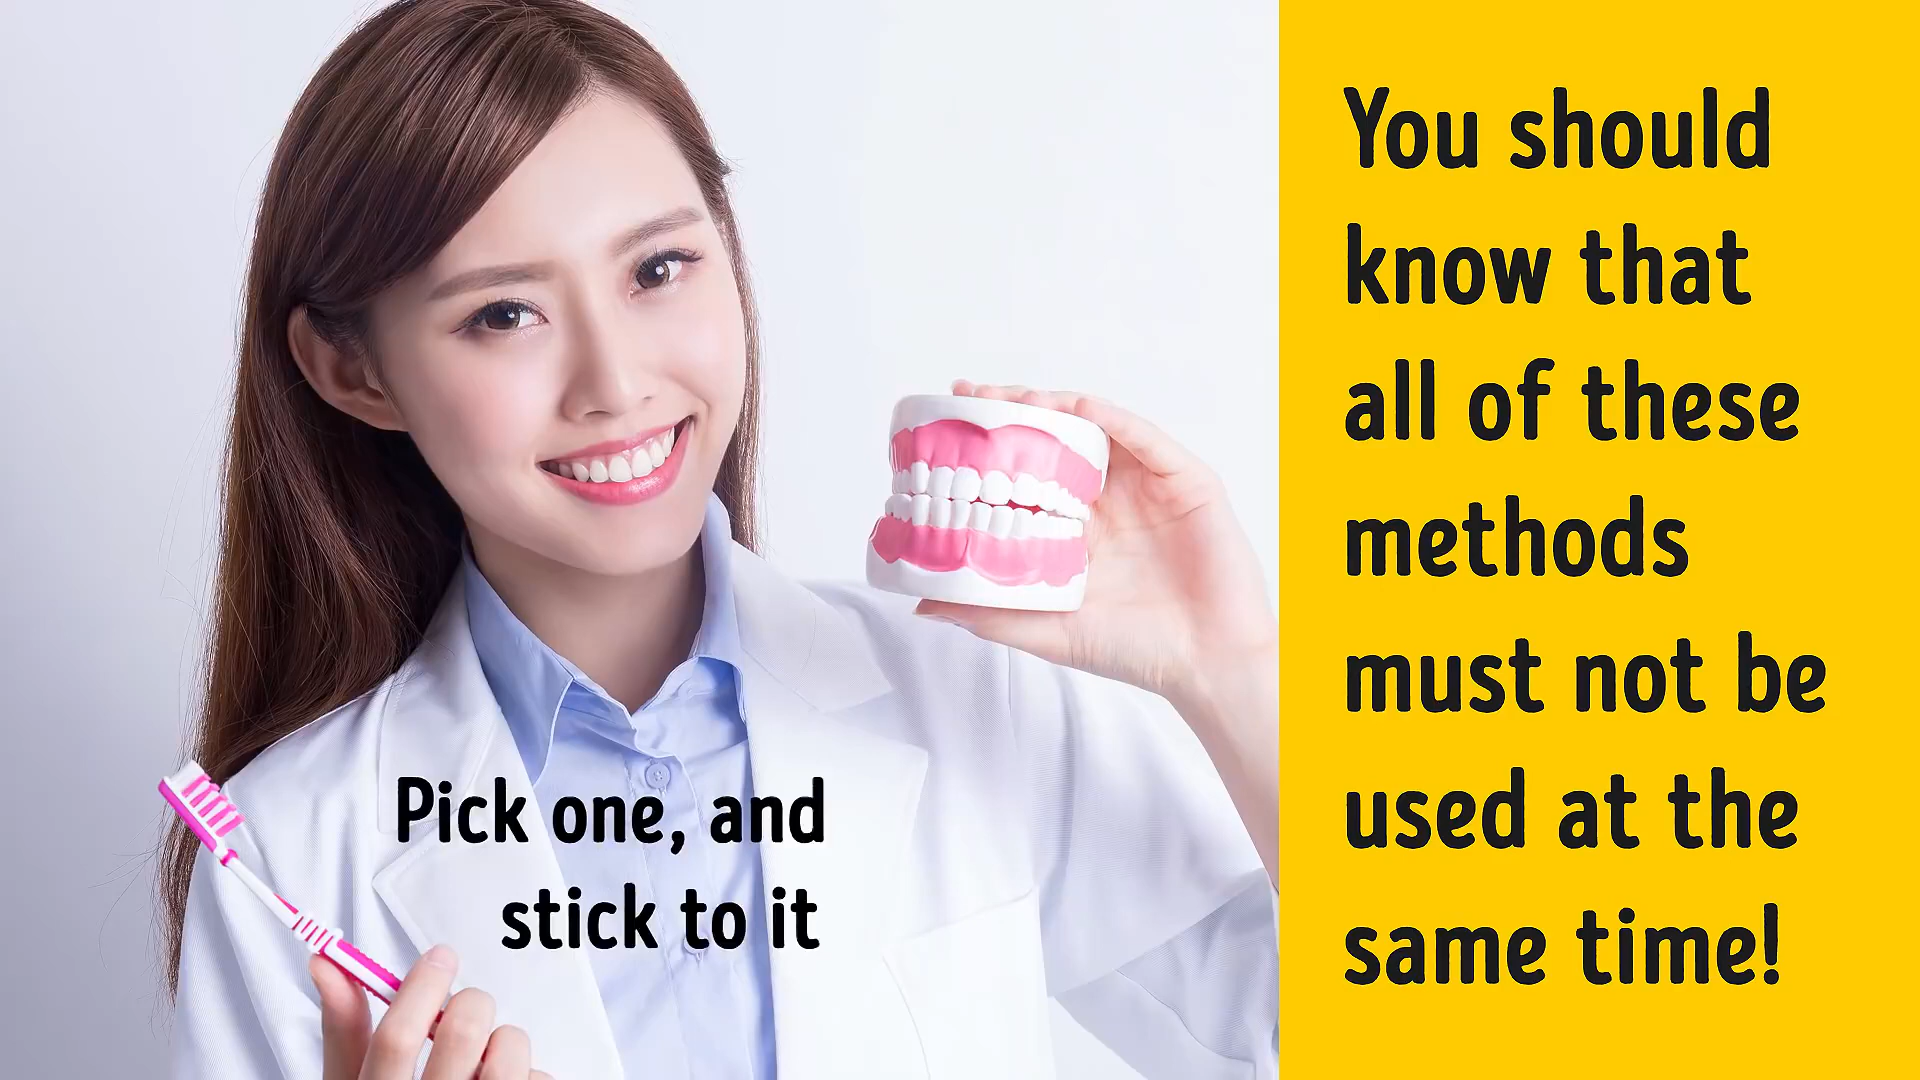 Pick one, and
stick to it
You should
know that
all of these
methods
must not be
used at the
same time!